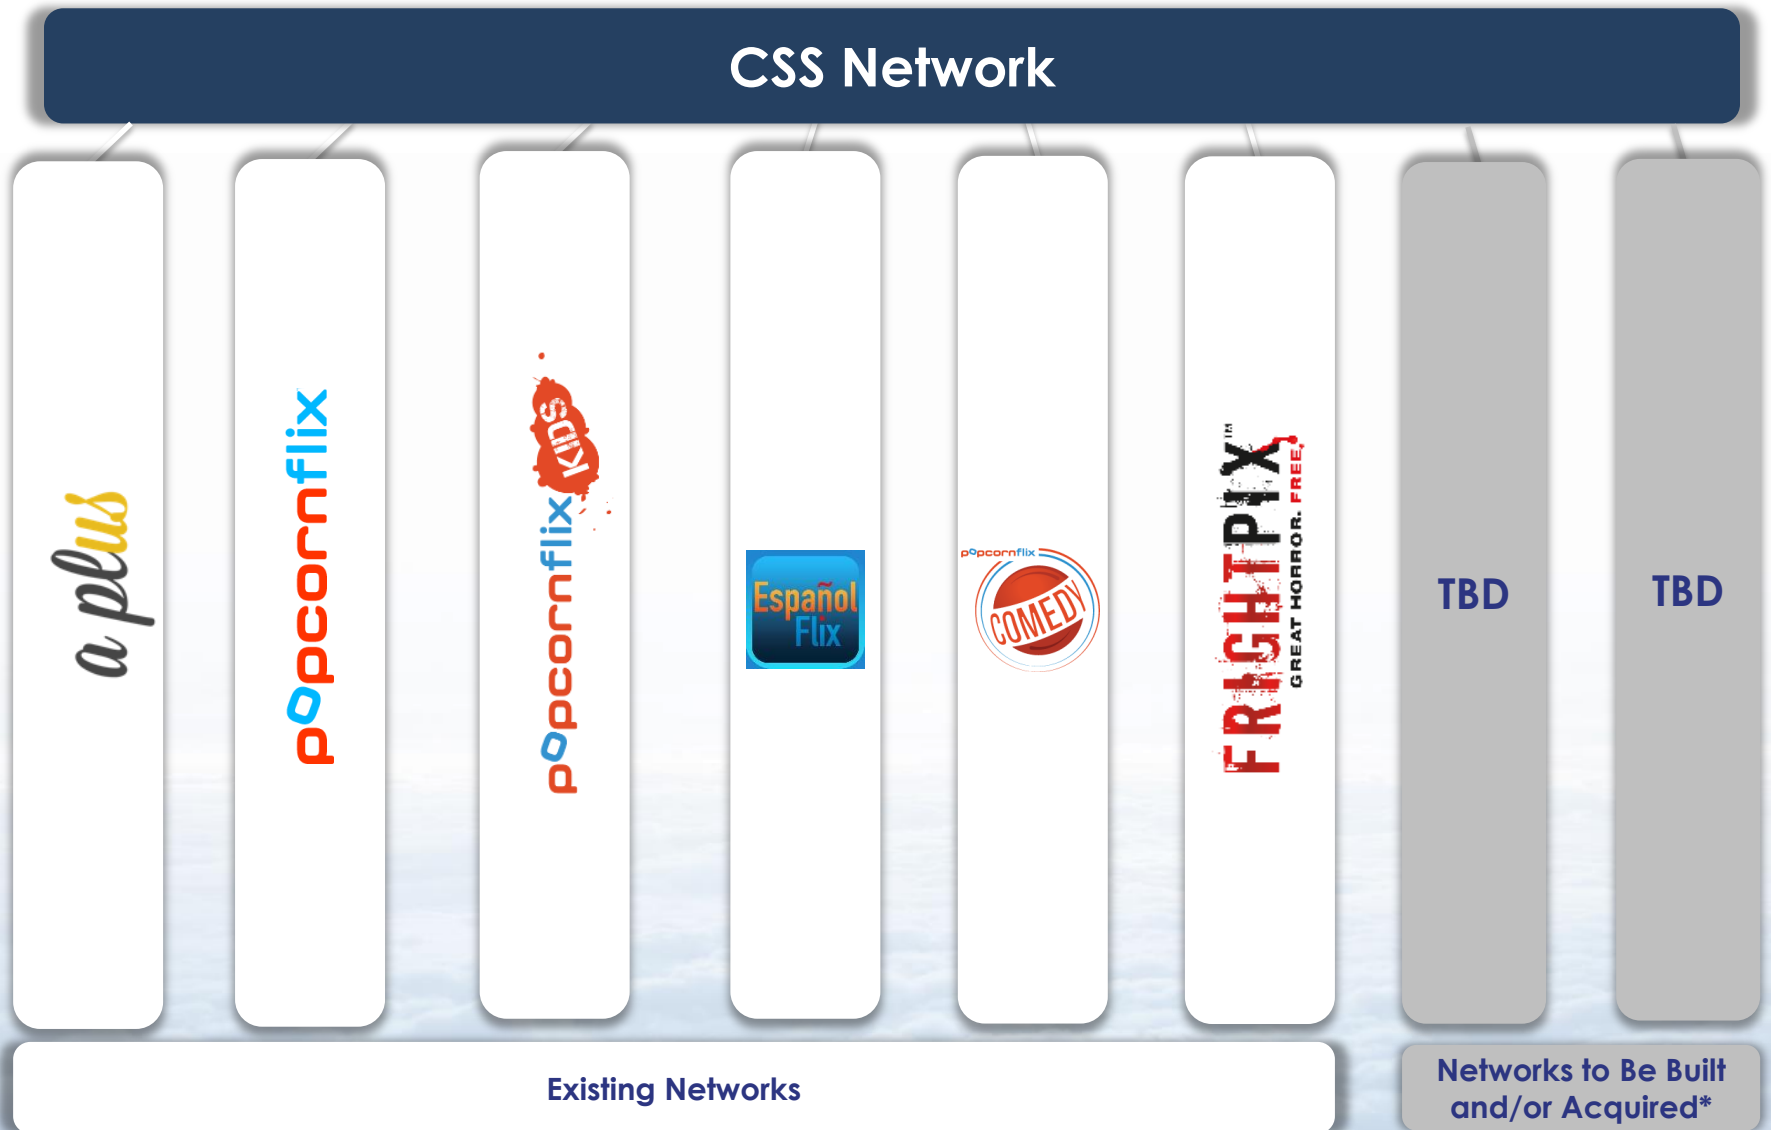 CSS Network
a plus
popcornflix
popcornflix KIDS
Español
Flix
popcornflix
COMEDY
FRIGHTPIX™
GREAT HORROR. FREE.
TBD
TBD
Existing Networks
Networks to Be Built
and/or Acquired*